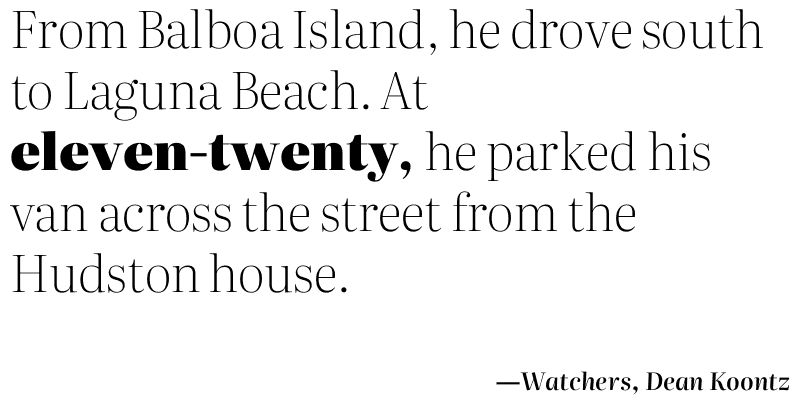 From Balboa Island, he drove south
to Laguna Beach. At
eleven-twenty, he parked his
van across the street from the
Hudston house.
—Watchers, Dean Koontz